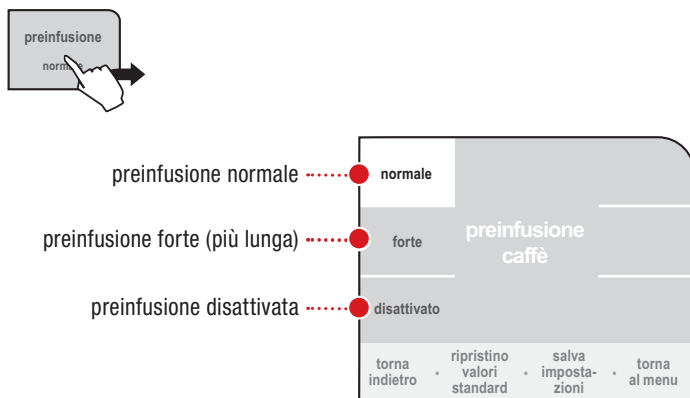 preinfusione
normale
preinfusione normale
normale
preinfusione forte (più lunga)
forte
preinfusione
caffè
preinfusione disattivata
disattivato
torna
indietro
•
ripristino
valori
standard
•
salva
imposta-
zioni
•
torna
al menu